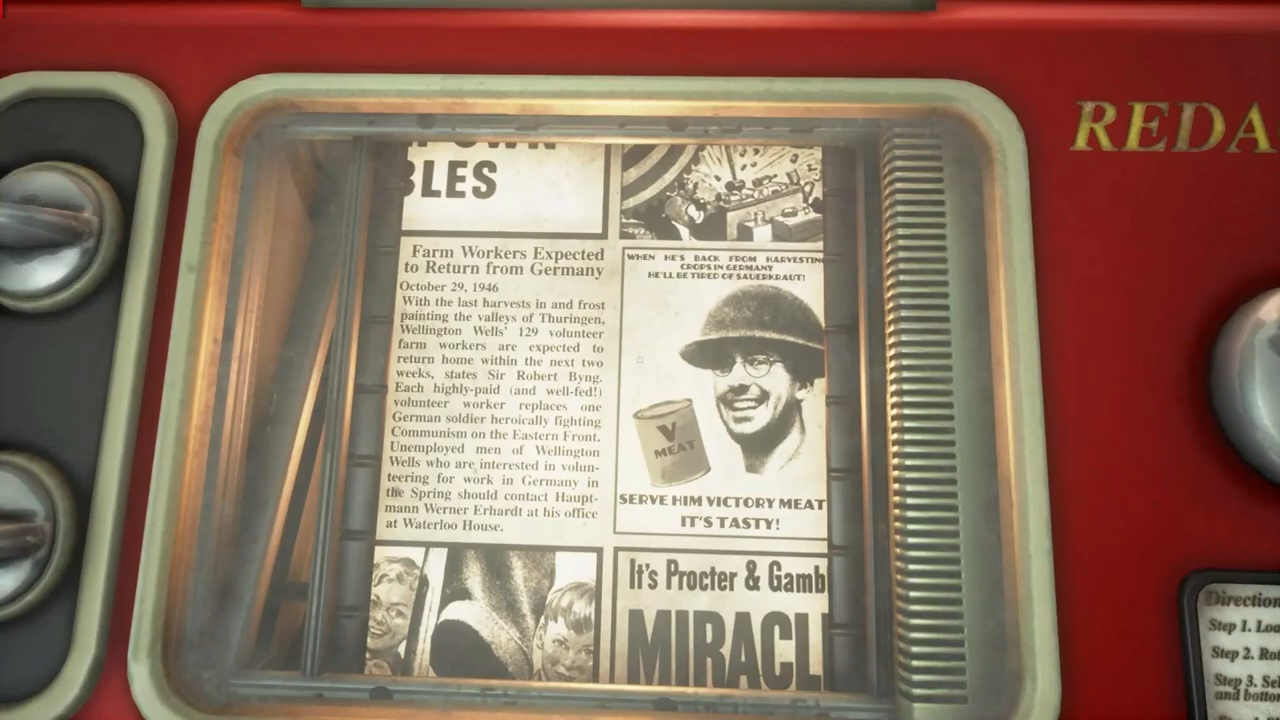 REDA
BLES
Farm Workers Expected
to Return from Germany
October 29, 1946
With the last harvests in and frost
painting the valleys of Thuringen,
Wellington Wells' 129 volunteer
farm workers are expected to
return home within the next two
weeks, states Sir Robert Byng.
Each highly-paid (and well-fed!)
volunteer worker replaces one
German soldier heroically fighting
Communism on the Eastern Front.
Unemployed men of Wellington
Wells who are interested in volun-
teering for work in Germany in
the Spring should contact Haupt-
mann Werner Erhardt at his office
at Waterloo House.
WHEN HE'S BACK FROM HARVESTING
CROPS IN GERMANY
HE'LL BE TIRED OF SAUERKRAUT!
V
MEAT
SERVE HIM VICTORY MEAT
IT'S TASTY!
It's Procter & Gamb
MIRACL
Direction
Step 1. Loa
Step 2. Rot
Step 3. Sel
and botto